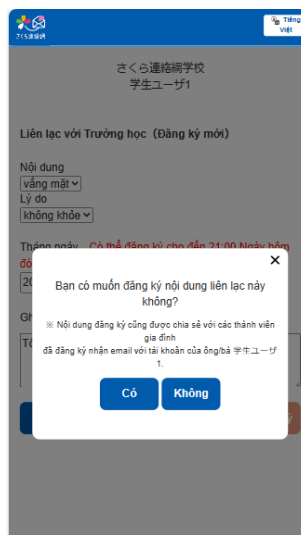 さくら連絡網
Tiếng
Việt
さくら連絡網学校
学生ユーザ1
Liên lạc với Trường học（Đăng ký mới）
Nội dung
vắng mặt
Lý do
không khỏe
Tháng ngày Có thể đăng ký cho đến 21:00 Ngày hôm
đó
20
Bạn có muốn đăng ký nội dung liên lạc này
không?
※ Nội dung đăng ký cũng được chia sẻ với các thành viên
gia đình
đã đăng ký nhận email với tài khoản của ông/bà 学生ユーザ
1.
Có Không